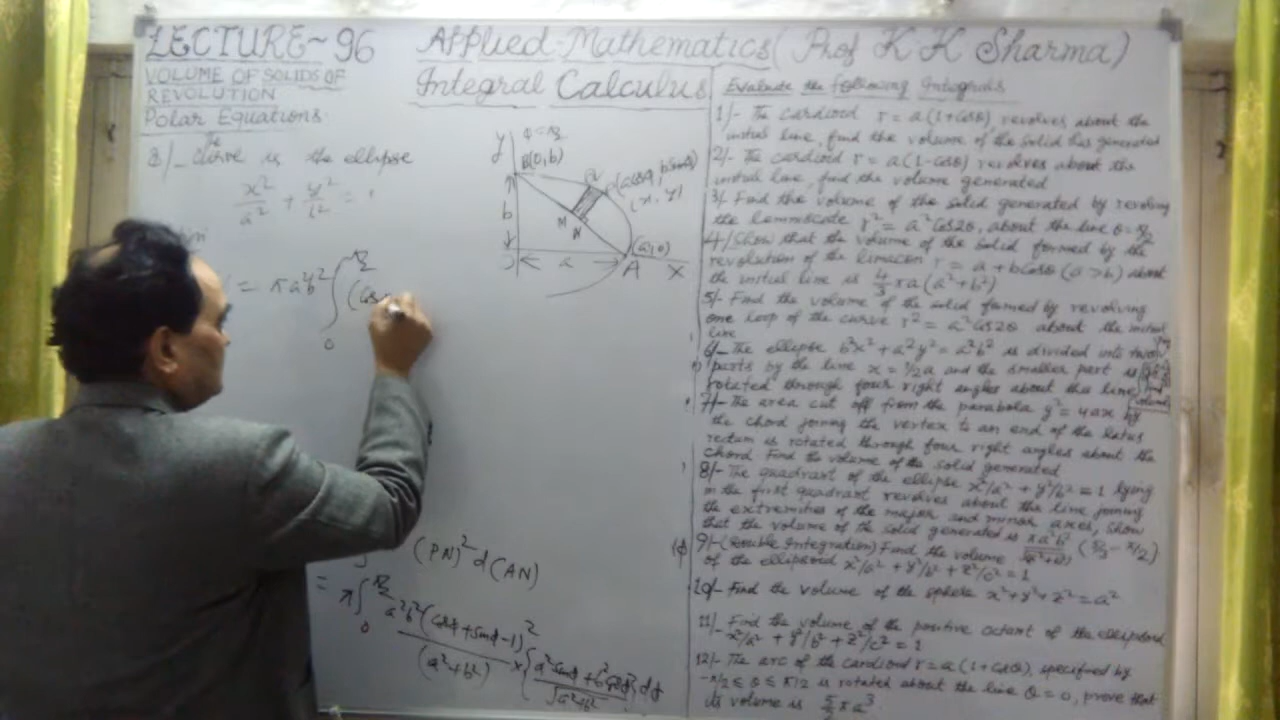 LECTURE~96
VOLUME OF SOLIDS OF
REVOLUTION
Polar Equations.
Applied-Mathematics( Prof K K Sharma)
Integral Calculus
8/- The Curve is the ellipse
x²/a² + y²/b² =
= πa⁴b²∫₀^π/2 (cos
y
φ=π/2
B(0,b)
Q
P(a cosφ, b sinφ)
(x, y)
b
M
N
(a,0)
a
A
X
(PN)² d(AN)
= π∫₀^π/2 a²b²(cosφ+sinφ-1)²/(a²+b²) × {a²sinφ+b²cosφ/√a²+b²} dφ
Evaluate the following Integrals
1/- The cardioid r = a(1+cosθ) revolves about the
initial line, find the volume of the solid thus generated
2/- The cardioid r = a(1-cosθ) revolves about the
initial line, find the volume generated
3/- Find the volume of the solid generated by revolving
the lemniscate r² = a²cos2θ, about the line θ=π/2
4/ Show that the volume of the solid formed by the
revolution of the limacon r = a+bcosθ (a>b) about
the initial line is 4/3 πa(a²+b²)
5/- Find the volume of the solid formed by revolving
one loop of the curve r² = a²cos2θ about the initial
line
6/- The ellipse b²x²+a²y²=a²b² is divided into two
parts by the line x=1/2a and the smaller part is
rotated through four right angles about this line
volume
7/- The area cut off from the parabola y²=4ax by
the chord joining the vertex to an end of the latus
rectum is rotated through four right angles about the
chord Find the volume of the solid generated
8/- The quadrant of the ellipse x²/a² + y²/b² = 1 lying
in the first quadrant revolves about the line joining
the extremities of the major and minor axes, show
that the volume of the solid generated is πa²b²/√(a²+b²) (5/3 - π/2)
9/- (Double Integration) Find the volume
of the ellipsoid x²/a² + y²/b² + z²/c² = 1
10/- Find the volume of the sphere x²+y²+z²=a²
11/- Find the volume of the positive octant of the ellipsoid
x²/a² + y²/b² + z²/c² = 1
12/- The arc of the cardioid r=a(1+cosθ), specified by
-π/2 ≤ θ ≤ π/2 is rotated about the line θ=0, prove that
its volume is 5/2 πa³